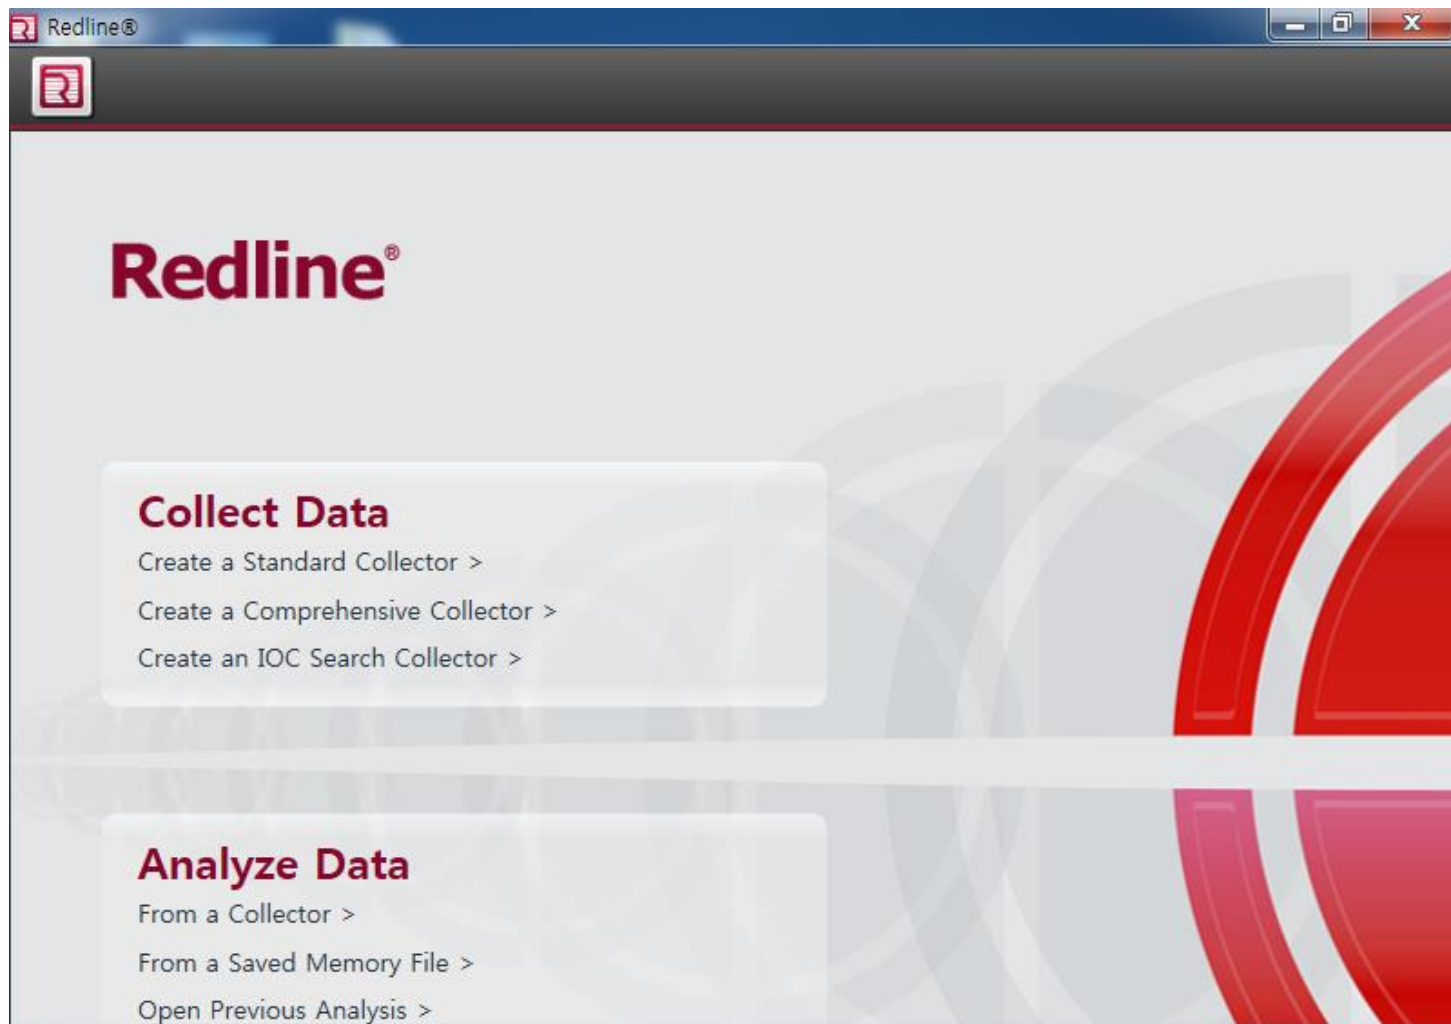 Redline®
Redline®
Collect Data
Create a Standard Collector >
Create a Comprehensive Collector >
Create an IOC Search Collector >
Analyze Data
From a Collector >
From a Saved Memory File >
Open Previous Analysis >